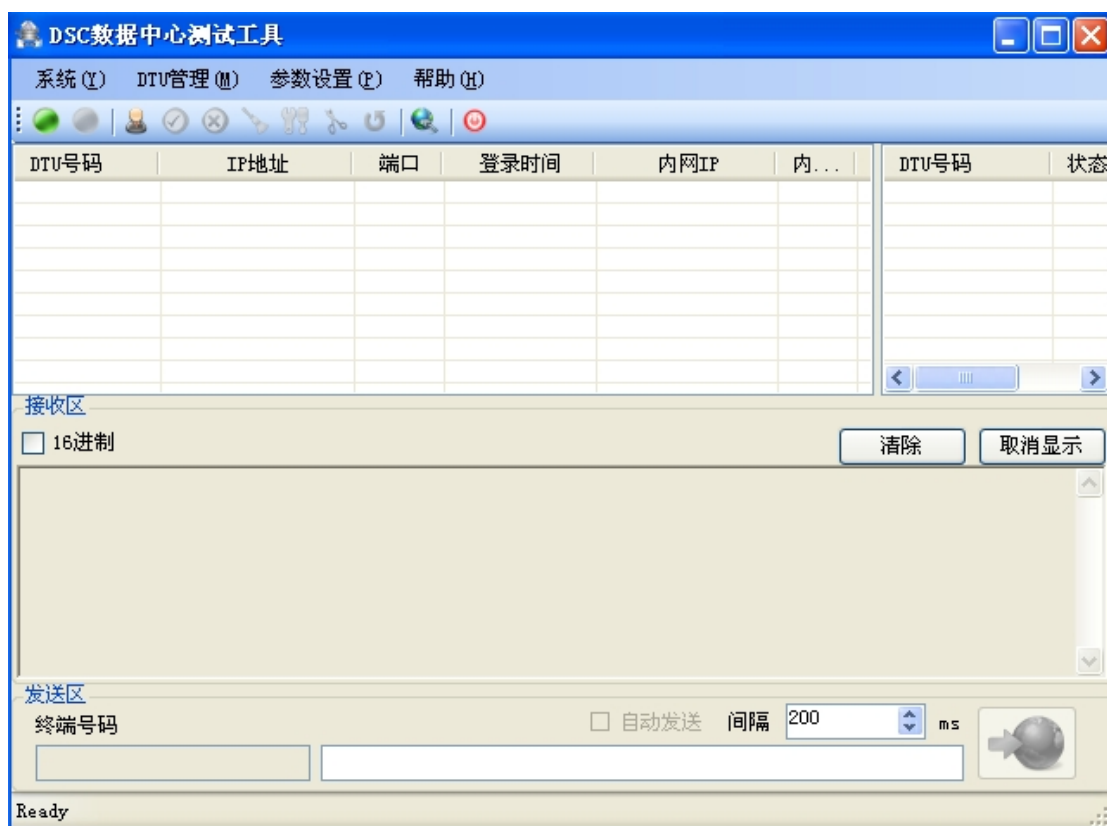 DSC数据中心测试工具
系统(Y) DTU管理(M) 参数设置(P) 帮助(H)
DTU号码 IP地址 端口 登录时间 内网IP 内... DTU号码 状态
接收区
16进制 清除 取消显示
发送区
终端号码 自动发送 间隔 200 ms
Ready